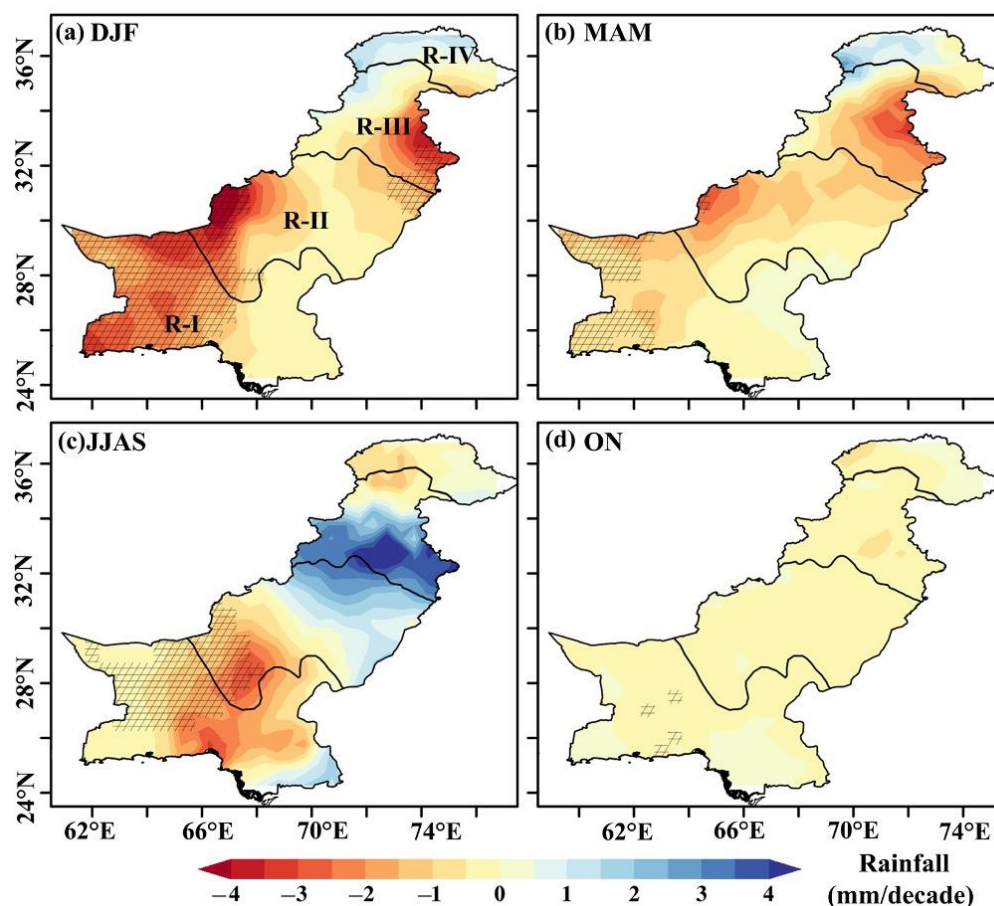 (a) DJF
R-IV
R-III
R-II
R-I
36°N
32°N
28°N
24°N
(b) MAM
(c)JJAS
36°N
32°N
28°N
24°N
62°E 66°E 70°E 74°E
(d) ON
62°E 66°E 70°E 74°E
−4 −3 −2 −1 0 1 2 3 4
Rainfall
(mm/decade)